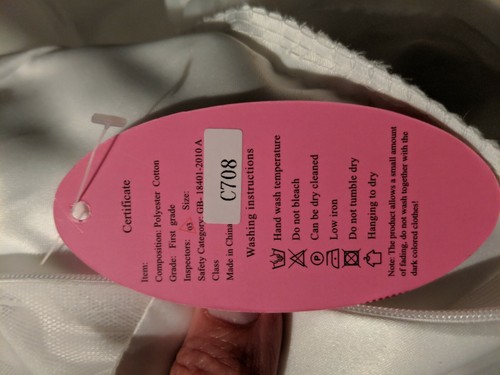 Certificate
Item:
Composition: Polyester Cotton
Grade: First grade
Inspectors: 03 Size:
Safety Category: GB- 18401-2010 A
Class
Made in China
C708
Washing instructions
Hand wash temperature
Do not bleach
Can be dry cleaned
Low iron
Do not tumble dry
Hanging to dry
Note: The product allows a small amount
of fading, do not wash together with the
dark colored clothes!